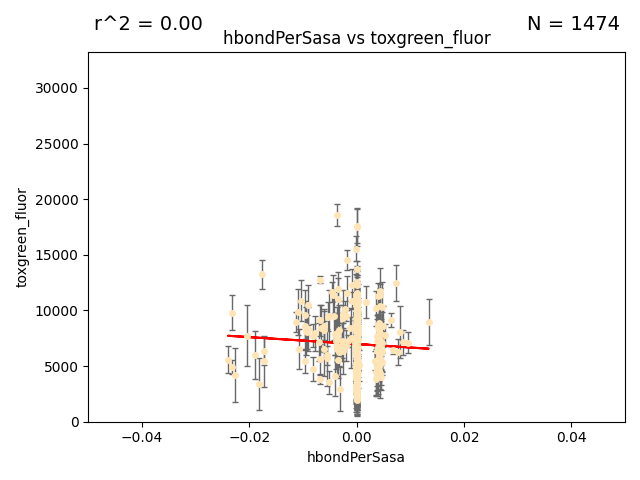 r^2 = 0.00
N = 1474
hbondPerSasa vs toxgreen_fluor
30000
25000
20000
15000
10000
5000
0
toxgreen_fluor
−0.04
−0.02
0.00
0.02
0.04
hbondPerSasa